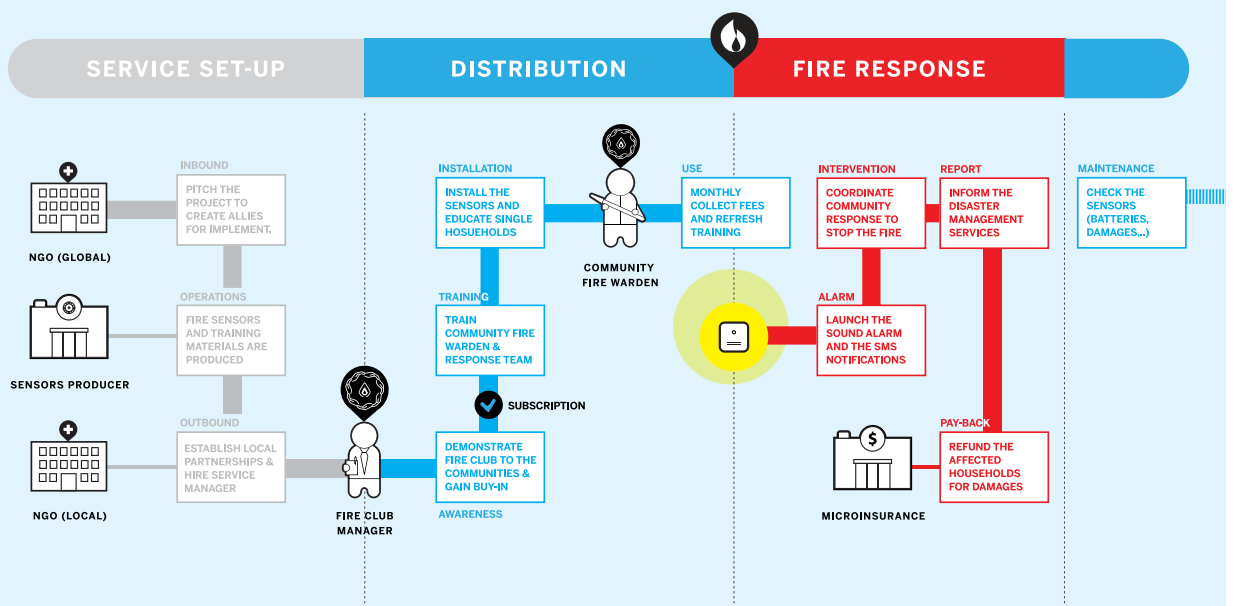 SERVICE SET-UP
DISTRIBUTION
FIRE RESPONSE
NGO (GLOBAL)
INBOUND
PITCH THE
PROJECT TO
CREATE ALLIES
FOR IMPLEMENT.
SENSORS PRODUCER
OPERATIONS
FIRE SENSORS
AND TRAINING
MATERIALS ARE
PRODUCED
NGO (LOCAL)
OUTBOUND
ESTABLISH LOCAL
PARTNERSHIPS &
HIRE SERVICE
MANAGER
FIRE CLUB
MANAGER
DEMONSTRATE
FIRE CLUB TO THE
COMMUNITIES &
GAIN BUY-IN
AWARENESS
SUBSCRIPTION
TRAINING
TRAIN
COMMUNITY FIRE
WARDEN &
RESPONSE TEAM
INSTALLATION
INSTALL THE
SENSORS AND
EDUCATE SINGLE
HOSUEHOLDS
COMMUNITY
FIRE WARDEN
USE
MONTHLY
COLLECT FEES
AND REFRESH
TRAINING
ALARM
LAUNCH THE
SOUND ALARM
AND THE SMS
NOTIFICATIONS
INTERVENTION
COORDINATE
COMMUNITY
RESPONSE TO
STOP THE FIRE
REPORT
INFORM THE
DISASTER
MANAGEMENT
SERVICES
$
MICROINSURANCE
PAY-BACK
REFUND THE
AFFECTED
HOUSEHOLDS
FOR DAMAGES
MAINTENANCE
CHECK THE
SENSORS
(BATTERIES,
DAMAGES,..)